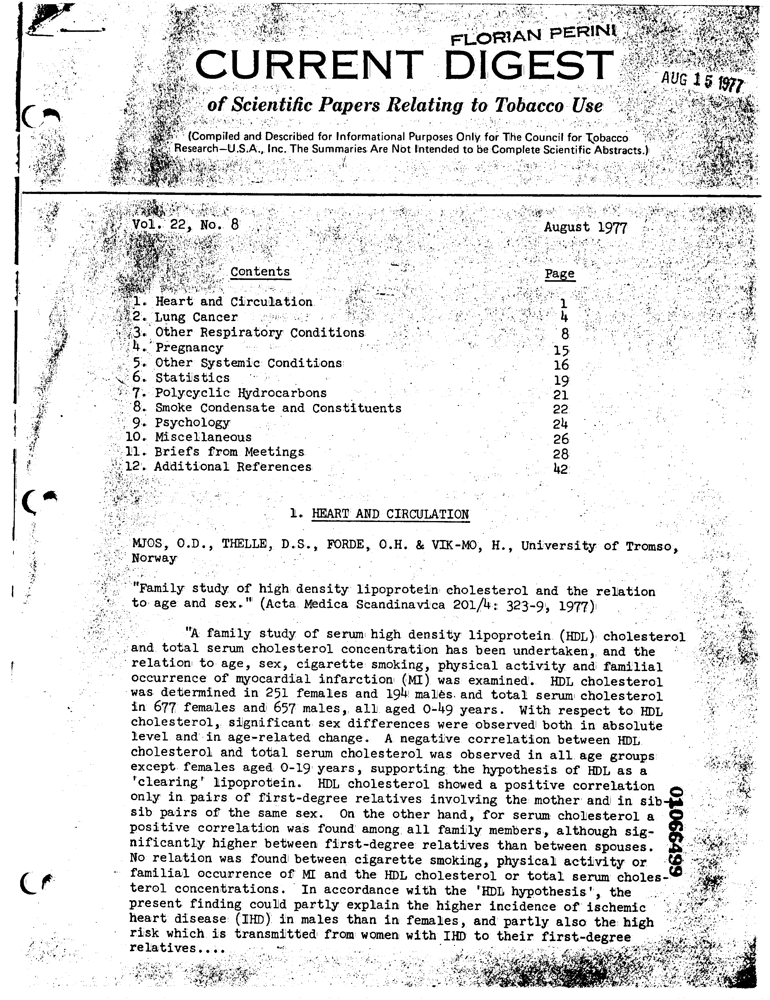 FLORIAN PERINI
CURRENT DIGEST
AUG 15 1977
of Scientific Papers Relating to Tobacco Use
(Compiled and Described for Informational Purposes Only for The Council for Tobacco
Research—U.S.A., Inc. The Summaries Are Not Intended to be Complete Scientific Abstracts.)
Vol. 22, No. 8
August 1977
Contents Page
1. Heart and Circulation 1
2. Lung Cancer 4
3. Other Respiratory Conditions 8
4. Pregnancy 15
5. Other Systemic Conditions 16
6. Statistics 19
7. Polycyclic Hydrocarbons 21
8. Smoke Condensate and Constituents 22
9. Psychology 24
10. Miscellaneous 26
11. Briefs from Meetings 28
12. Additional References 42
1. HEART AND CIRCULATION
MJOS, O.D., THELLE, D.S., FORDE, O.H. & VIK-MO, H., University of Tromso,
Norway
"Family study of high density lipoprotein cholesterol and the relation
to age and sex." (Acta Medica Scandinavica 201/4: 323-9, 1977)
"A family study of serum high density lipoprotein (HDL) cholesterol
and total serum cholesterol concentration has been undertaken, and the
relation to age, sex, cigarette smoking, physical activity and familial
occurrence of myocardial infarction (MI) was examined. HDL cholesterol
was determined in 251 females and 194 males and total serum cholesterol
in 677 females and 657 males, all aged 0-49 years. With respect to HDL
cholesterol, significant sex differences were observed both in absolute
level and in age-related change. A negative correlation between HDL
cholesterol and total serum cholesterol was observed in all age groups
except females aged 0-19 years, supporting the hypothesis of HDL as a
'clearing' lipoprotein. HDL cholesterol showed a positive correlation
only in pairs of first-degree relatives involving the mother and in sib-
sib pairs of the same sex. On the other hand, for serum cholesterol a
positive correlation was found among all family members, although sig-
nificantly higher between first-degree relatives than between spouses.
No relation was found between cigarette smoking, physical activity or
familial occurrence of MI and the HDL cholesterol or total serum choles-
terol concentrations. In accordance with the 'HDL hypothesis', the
present finding could partly explain the higher incidence of ischemic
heart disease (IHD) in males than in females, and partly also the high
risk which is transmitted from women with IHD to their first-degree
relatives....
01066499